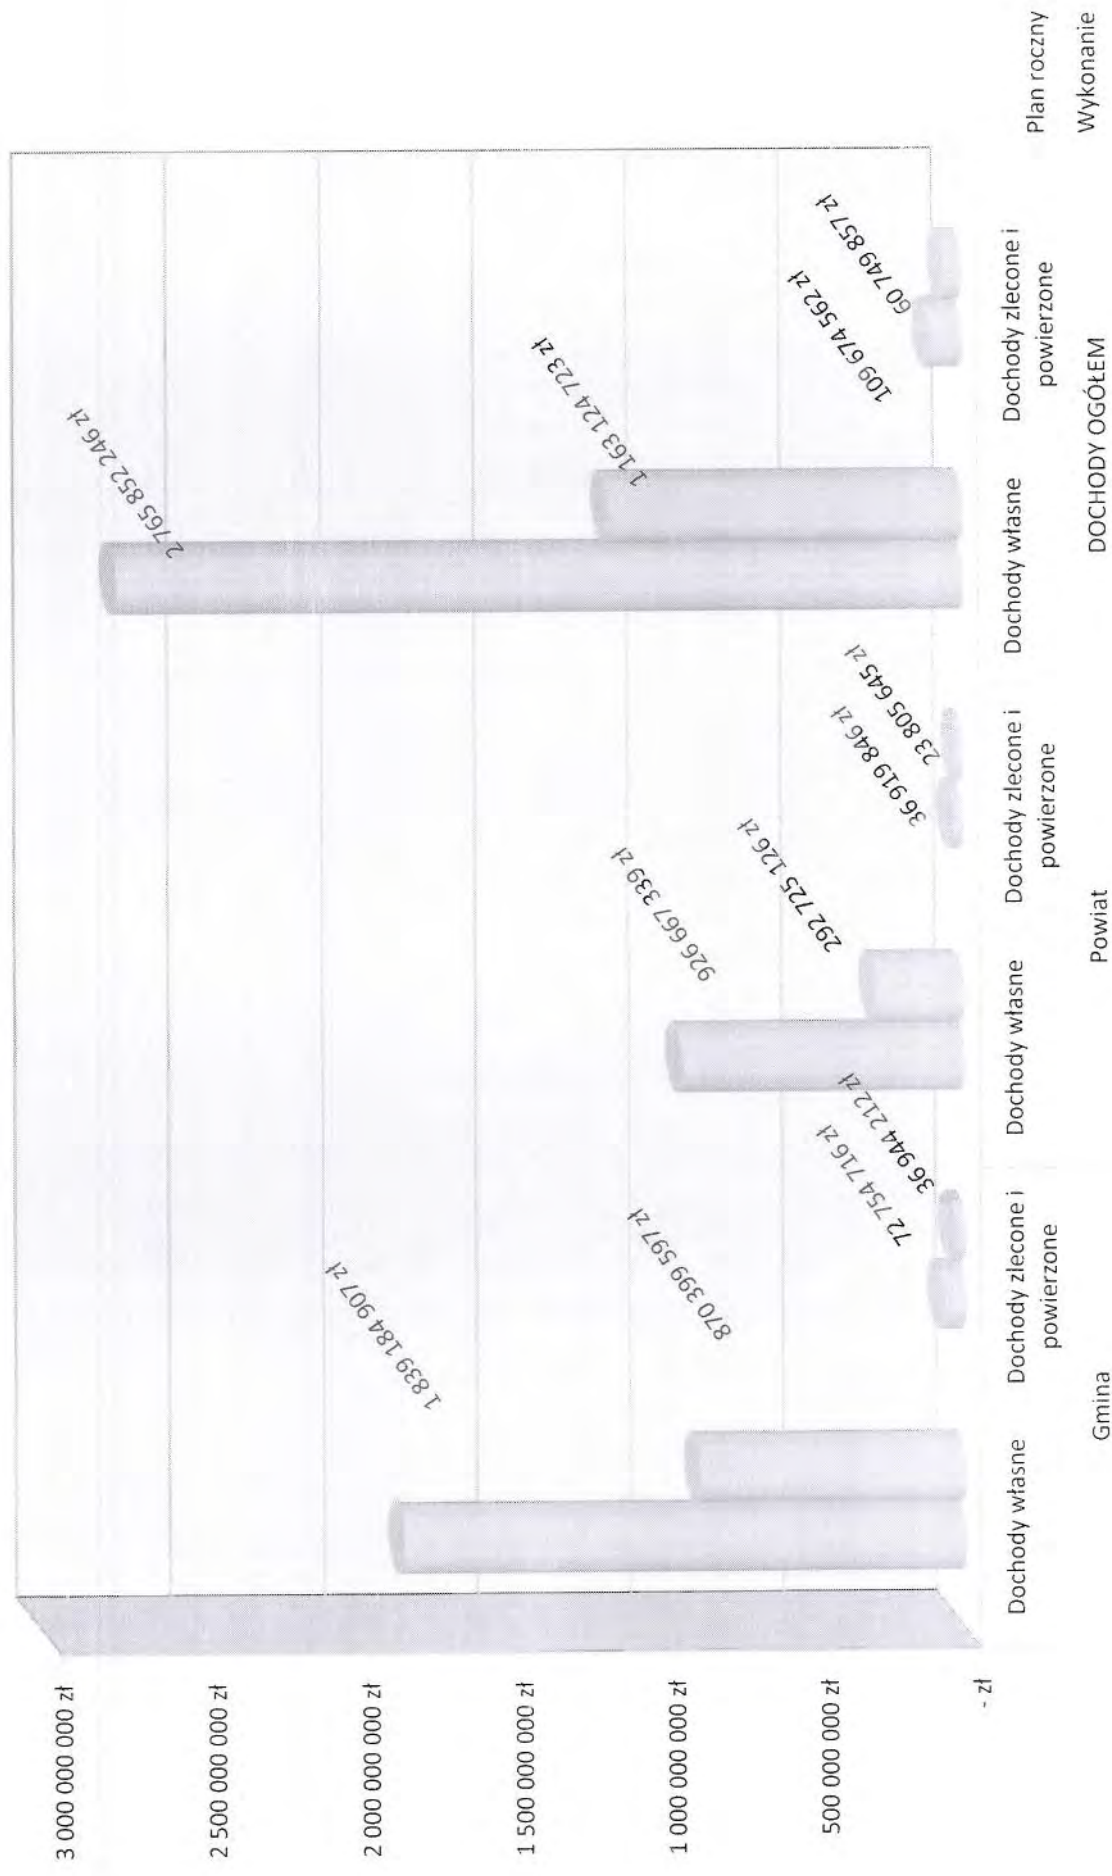 3 000 000 000 zł
2 500 000 000 zł
2 000 000 000 zł
1 500 000 000 zł
1 000 000 000 zł
500 000 000 zł
- zł
1 839 184 907 zł
870 399 597 zł
72 754 716 zł
36 944 212 zł
926 667 339 zł
292 725 126 zł
36 919 846 zł
23 805 645 zł
2 765 852 246 zł
1 163 124 723 zł
109 674 562 zł
60 749 857 zł
Dochody własne
Dochody zlecone i
powierzone
Dochody własne
Dochody zlecone i
powierzone
Dochody własne
Dochody zlecone i
powierzone
Gmina
Powiat
DOCHODY OGÓŁEM
Plan roczny
Wykonanie